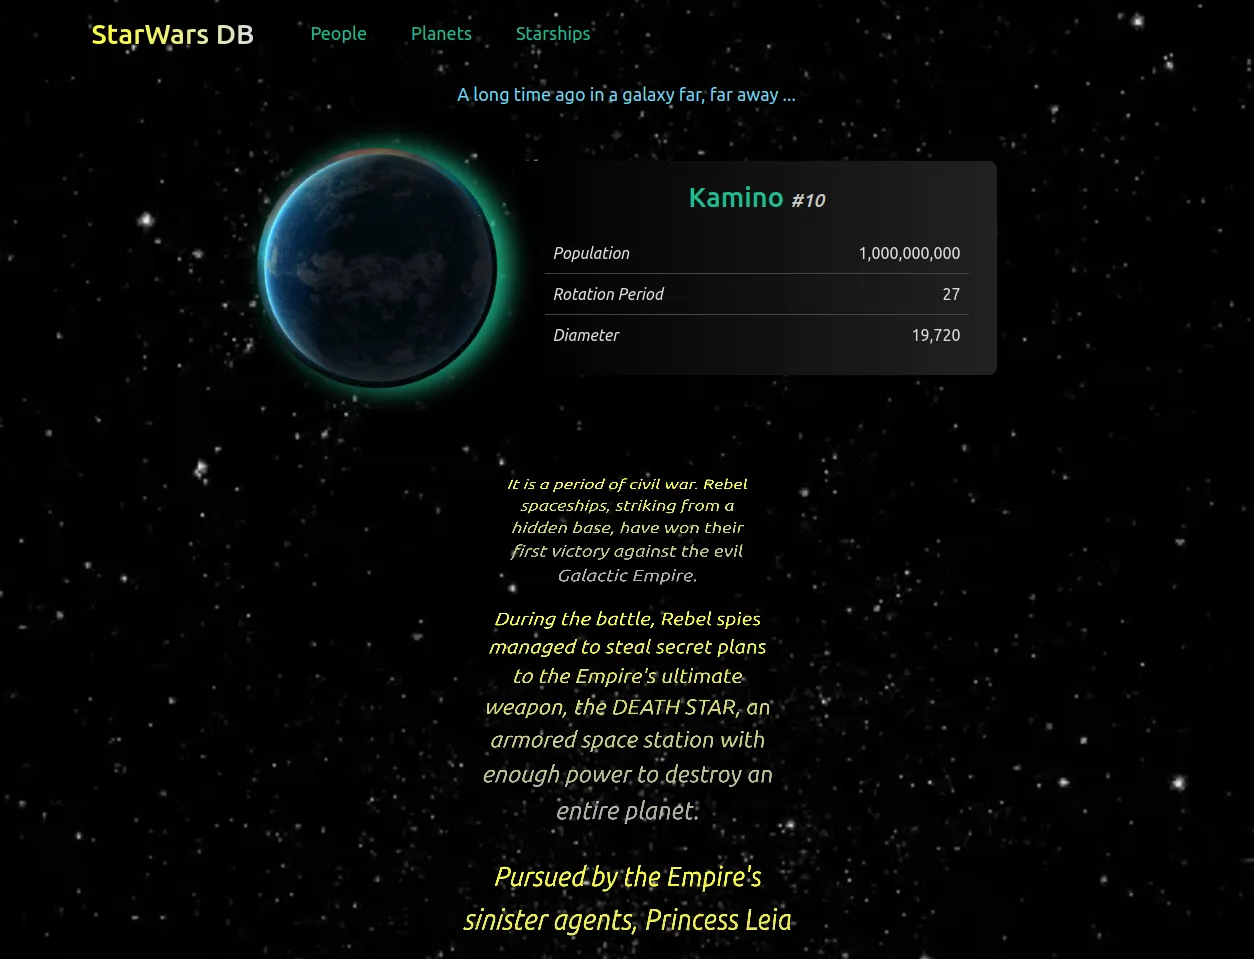 StarWars DB People Planets Starships
A long time ago in a galaxy far, far away ...
Kamino #10
Population 1,000,000,000
Rotation Period 27
Diameter 19,720
It is a period of civil war. Rebel
spaceships, striking from a
hidden base, have won their
first victory against the evil
Galactic Empire.
During the battle, Rebel spies
managed to steal secret plans
to the Empire's ultimate
weapon, the DEATH STAR, an
armored space station with
enough power to destroy an
entire planet.
Pursued by the Empire's
sinister agents, Princess Leia